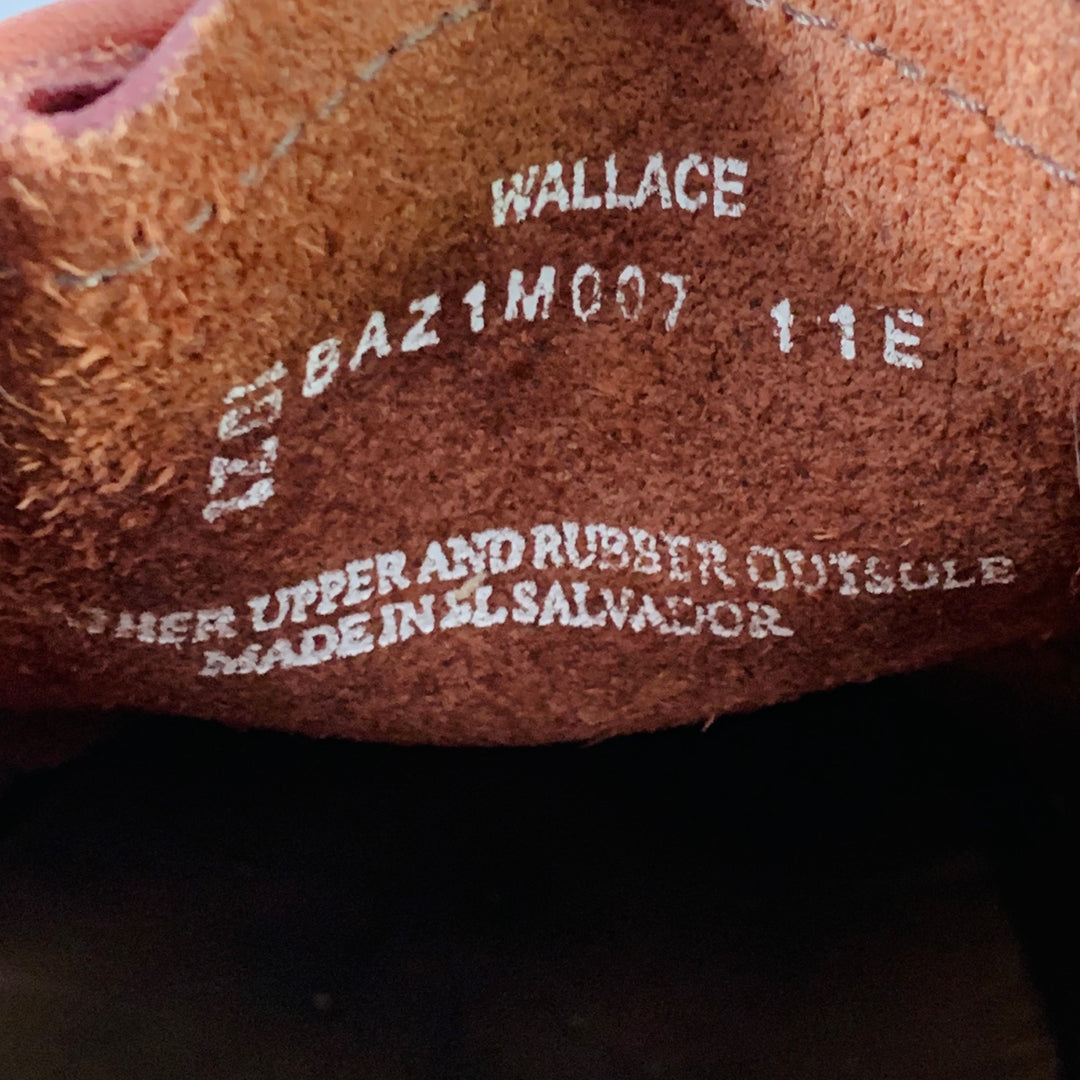 WALLACE
BAZ1M007 11E
UPPER AND RUBBER OUTSOLE
MADE IN EL SALVADOR